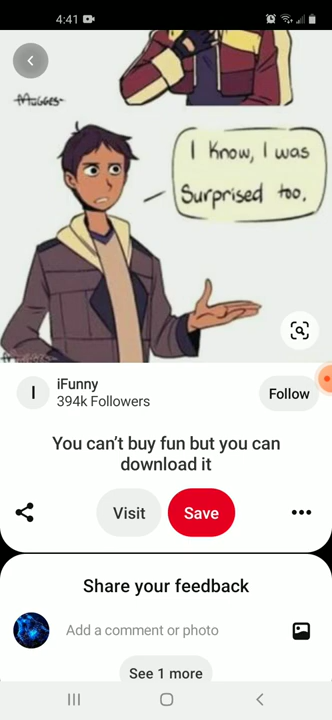 4:41
Mugges-
I know, I was
Surprised too.
I
iFunny
394k Followers
Follow
You can't buy fun but you can
download it
Visit
Save
Share your feedback
Add a comment or photo
See 1 more